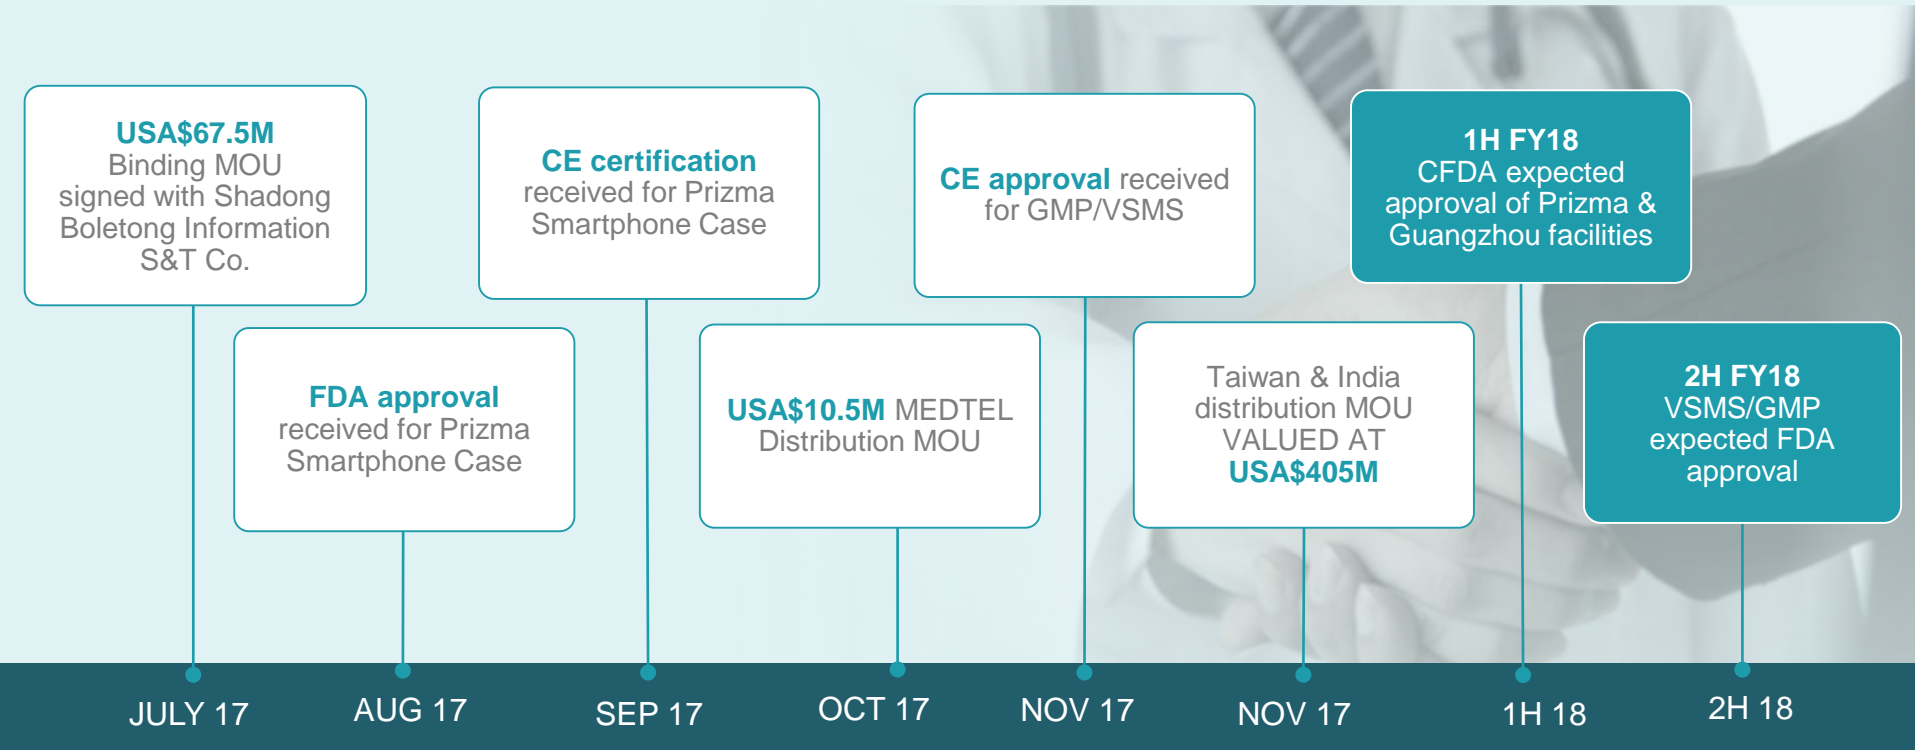 USA$67.5M
Binding MOU
signed with Shadong
Boletong Information
S&T Co.
FDA approval
received for Prizma
Smartphone Case
CE certification
received for Prizma
Smartphone Case
USA$10.5M MEDTEL
Distribution MOU
CE approval received
for GMP/VSMS
Taiwan & India
distribution MOU
VALUED AT
USA$405M
1H FY18
CFDA expected
approval of Prizma &
Guangzhou facilities
2H FY18
VSMS/GMP
expected FDA
approval
JULY 17
AUG 17
SEP 17
OCT 17
NOV 17
NOV 17
1H 18
2H 18